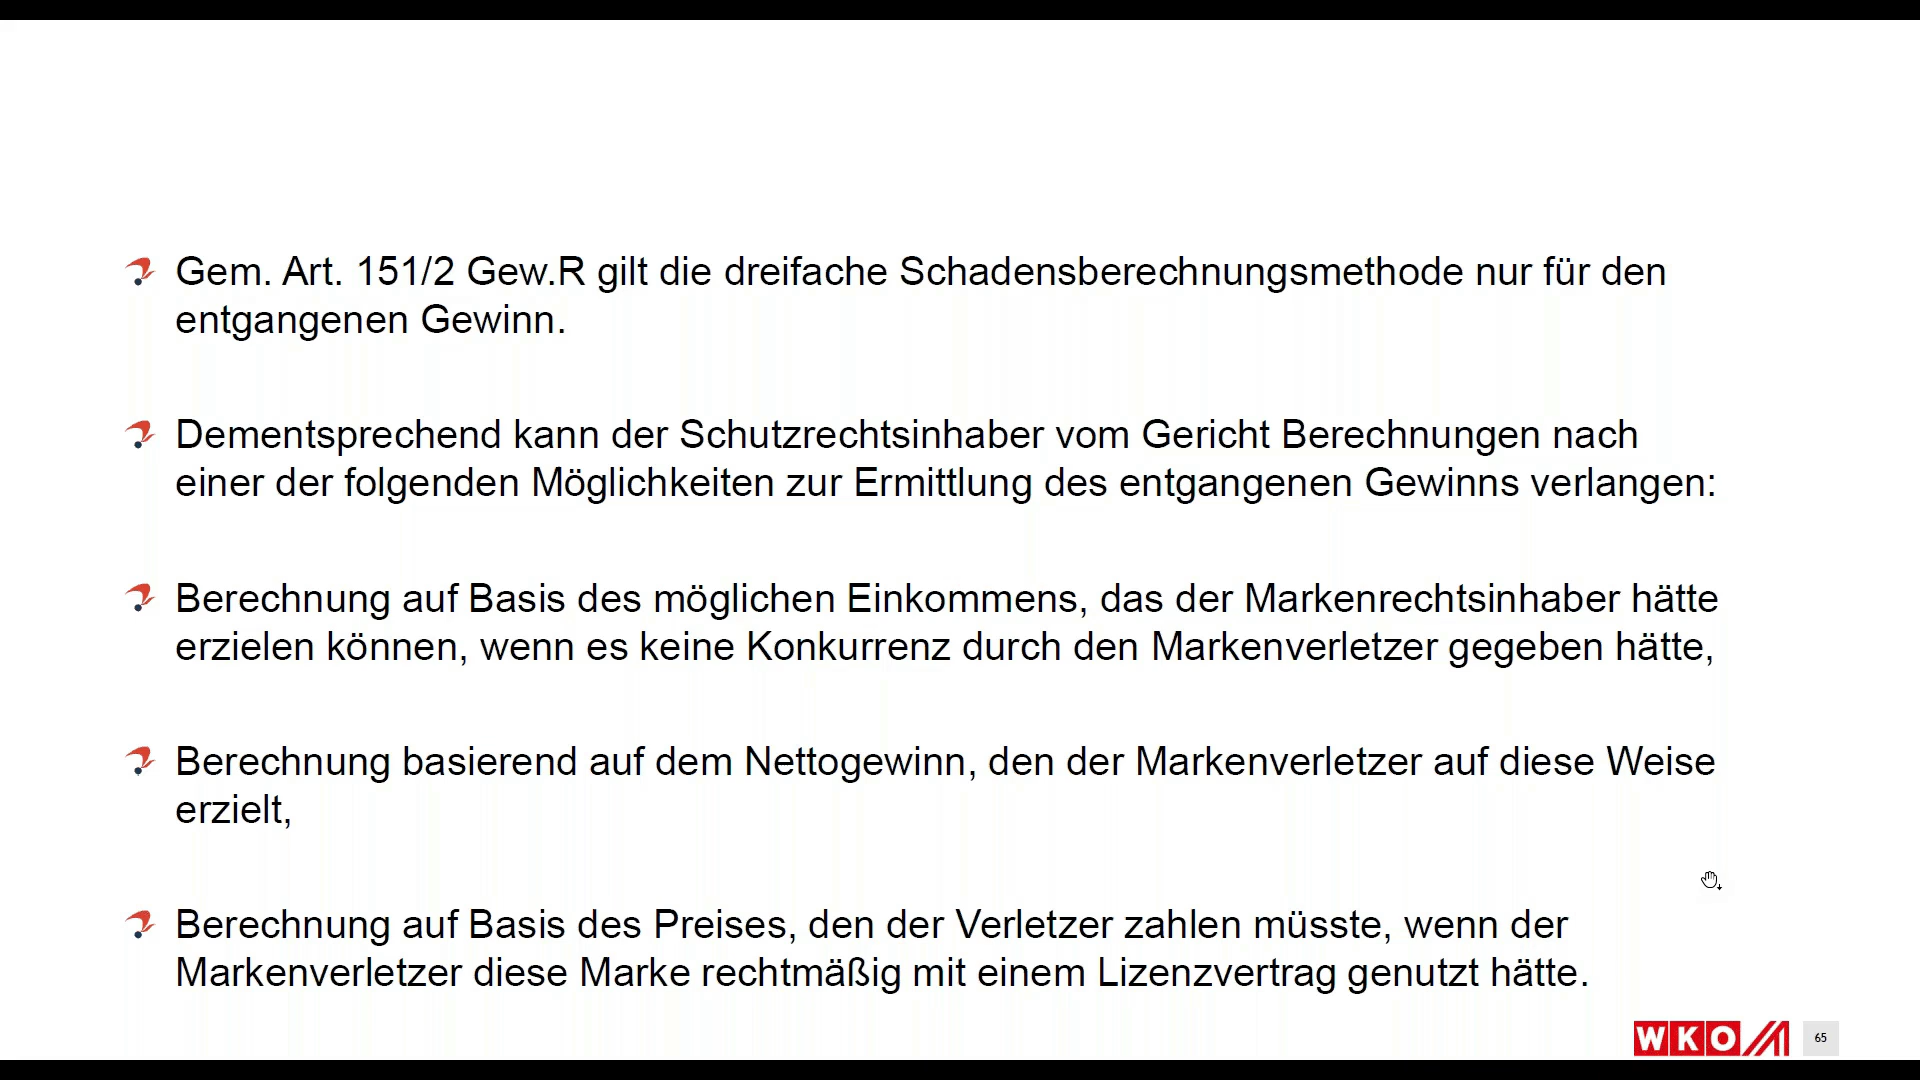 Gem. Art. 151/2 Gew.R gilt die dreifache Schadensberechnungsmethode nur für den
entgangenen Gewinn.
Dementsprechend kann der Schutzrechtsinhaber vom Gericht Berechnungen nach
einer der folgenden Möglichkeiten zur Ermittlung des entgangenen Gewinns verlangen:
Berechnung auf Basis des möglichen Einkommens, das der Markenrechtsinhaber hätte
erzielen können, wenn es keine Konkurrenz durch den Markenverletzer gegeben hätte,
Berechnung basierend auf dem Nettogewinn, den der Markenverletzer auf diese Weise
erzielt,
Berechnung auf Basis des Preises, den der Verletzer zahlen müsste, wenn der
Markenverletzer diese Marke rechtmäßig mit einem Lizenzvertrag genutzt hätte.
WKO
65